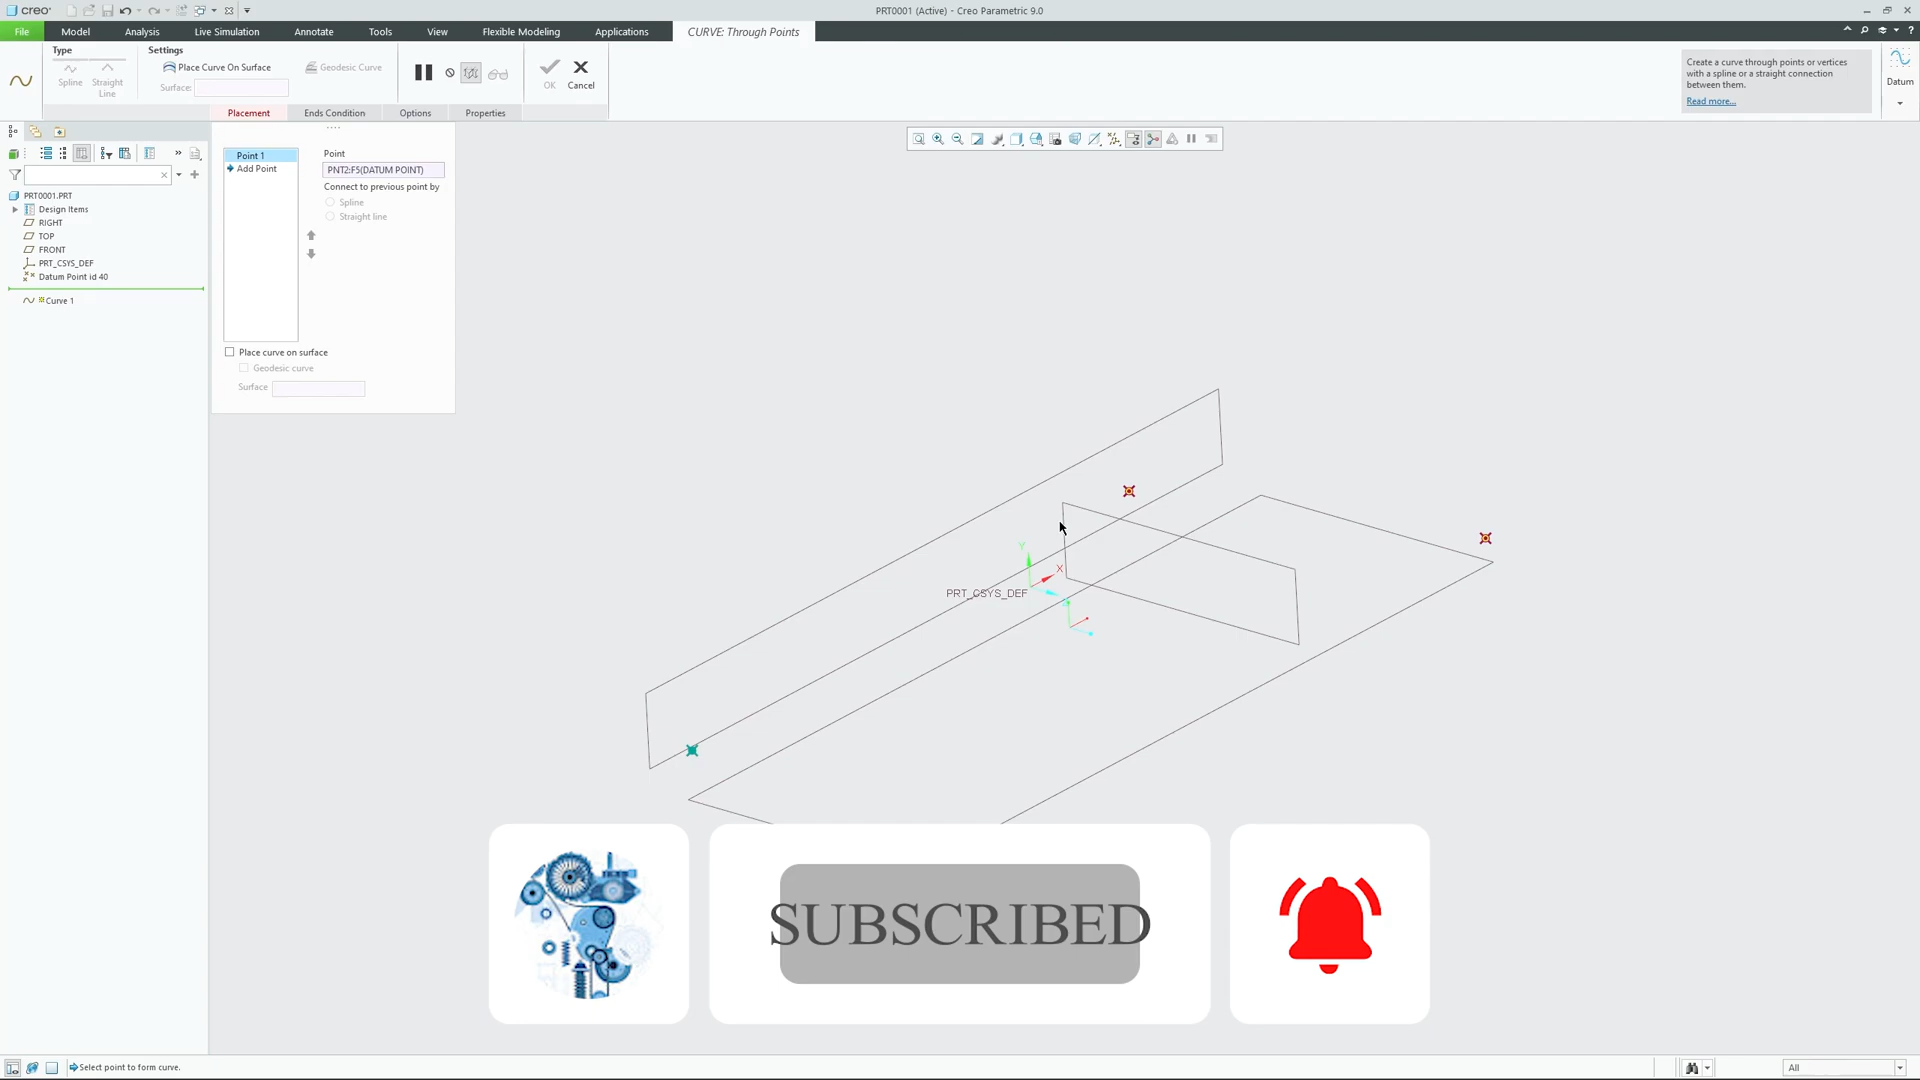 creo
PRT0001 (Active) - Creo Parametric 9.0
File
Model
Analysis
Live Simulation
Annotate
Tools
View
Flexible Modeling
Applications
CURVE: Through Points
Type
Spline
Straight
Line
Settings
Place Curve On Surface
Geodesic Curve
Surface:
OK
Cancel
Create a curve through points or vertices
with a spline or a straight connection
between them.
Read more...
Datum
Placement
Ends Condition
Options
Properties
Point 1
Add Point
Point
PNT2:F5(DATUM POINT)
Connect to previous point by
Spline
Straight line
Place curve on surface
Geodesic curve
Surface
PRT0001.PRT
Design Items
RIGHT
TOP
FRONT
PRT_CSYS_DEF
Datum Point id 40
Curve 1
Y
X
PRT_CSYS_DEF
SUBSCRIBED
Select point to form curve.
All